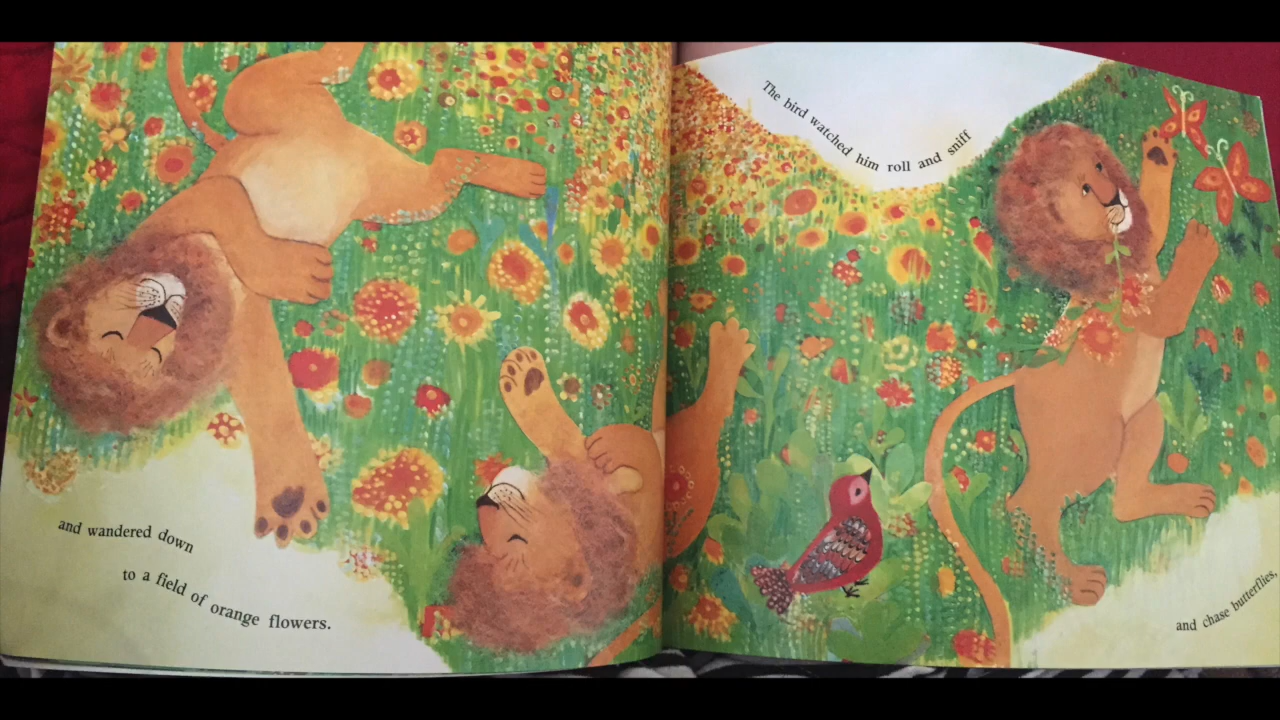 and wandered down
to a field of orange flowers.
The bird watched him roll and sniff
and chase butterflies,